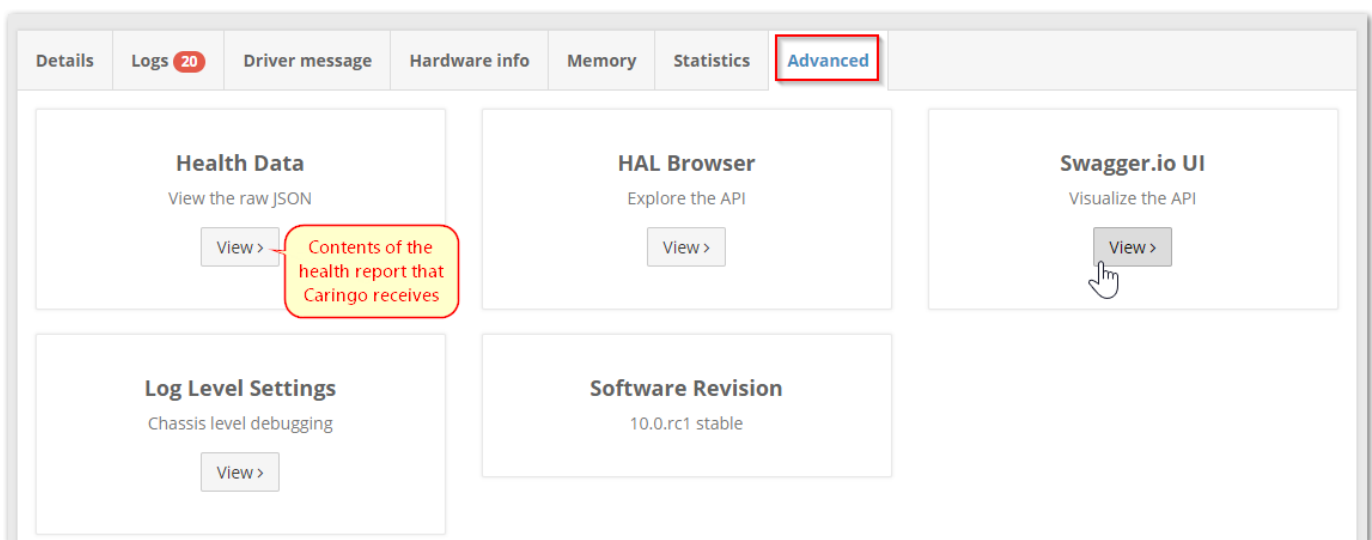 Details Logs 20 Driver message Hardware info Memory Statistics Advanced
Health Data
View the raw JSON
View >
Contents of the
health report that
Caringo receives
HAL Browser
Explore the API
View >
Swagger.io UI
Visualize the API
View >
Log Level Settings
Chassis level debugging
View >
Software Revision
10.0.rc1 stable